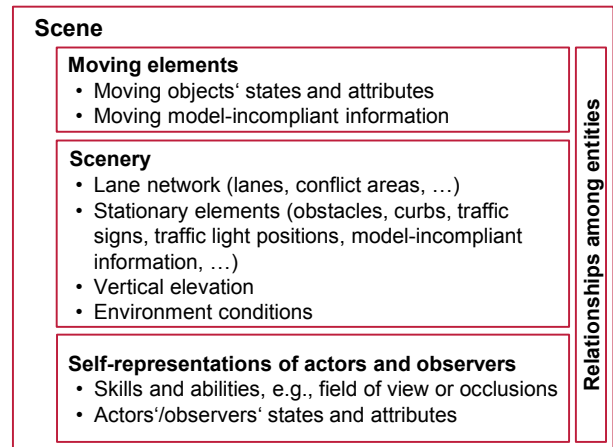 Scene
Moving elements
• Moving objects‘ states and attributes
• Moving model-incompliant information
Scenery
• Lane network (lanes, conflict areas, …)
• Stationary elements (obstacles, curbs, traffic
signs, traffic light positions, model-incompliant
information, …)
• Vertical elevation
• Environment conditions
Self-representations of actors and observers
• Skills and abilities, e.g., field of view or occlusions
• Actors‘/observers‘ states and attributes
Relationships among entities